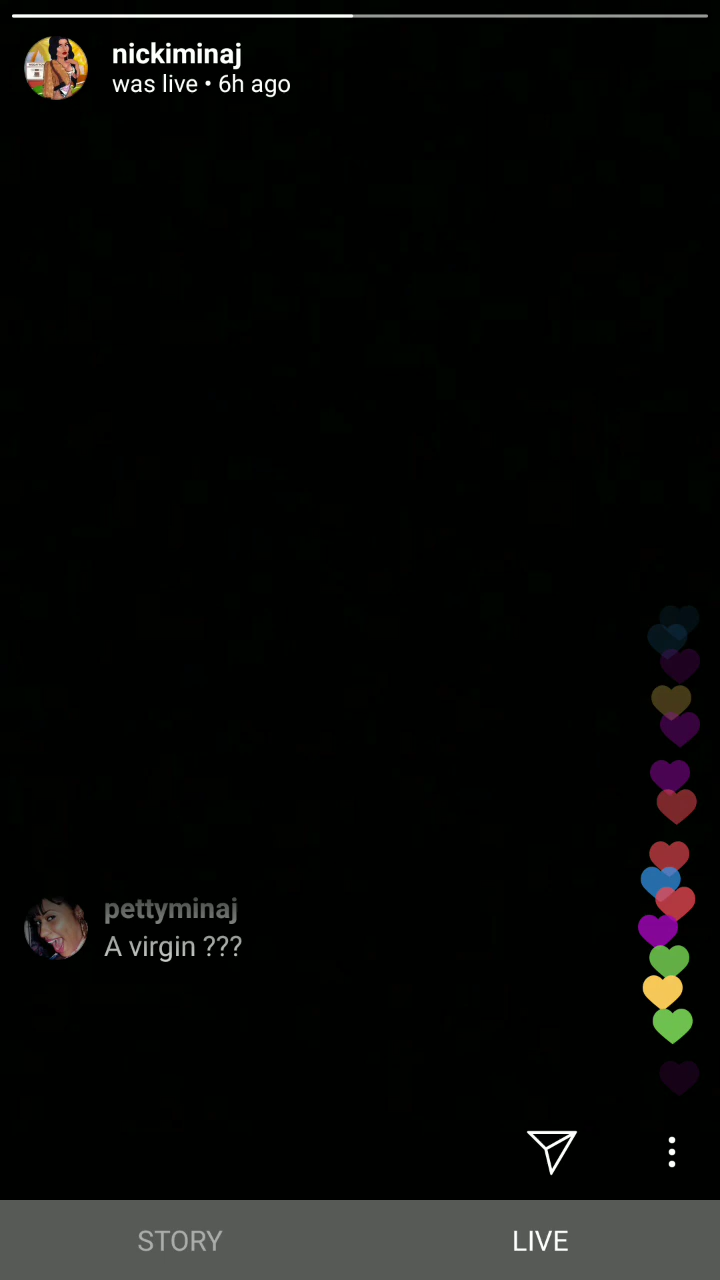 nickiminaj
was live • 6h ago
pettyminaj
A virgin ???
STORY
LIVE